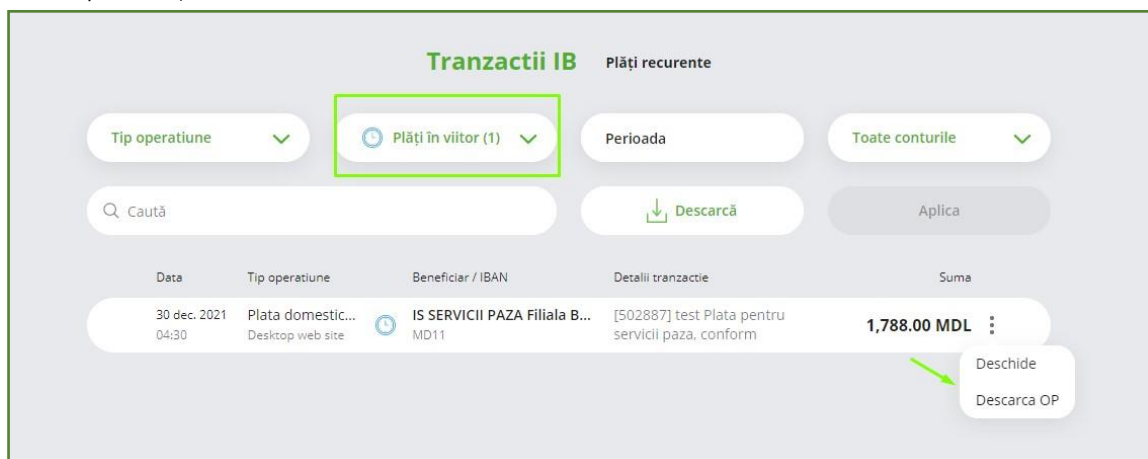 Tranzactii IB Plăți recurente
Tip operatiune Plăți în viitor (1) Perioada Toate conturile
Caută Descarcă Aplica
Data Tip operatiune Beneficiar / IBAN Detalii tranzactie Suma
30 dec. 2021 Plata domestic... IS SERVICII PAZA Filiala B... [502887] test Plata pentru 1,788.00 MDL
04:30 Desktop web site MD11 servicii paza, conform
Deschide
Descarca OP